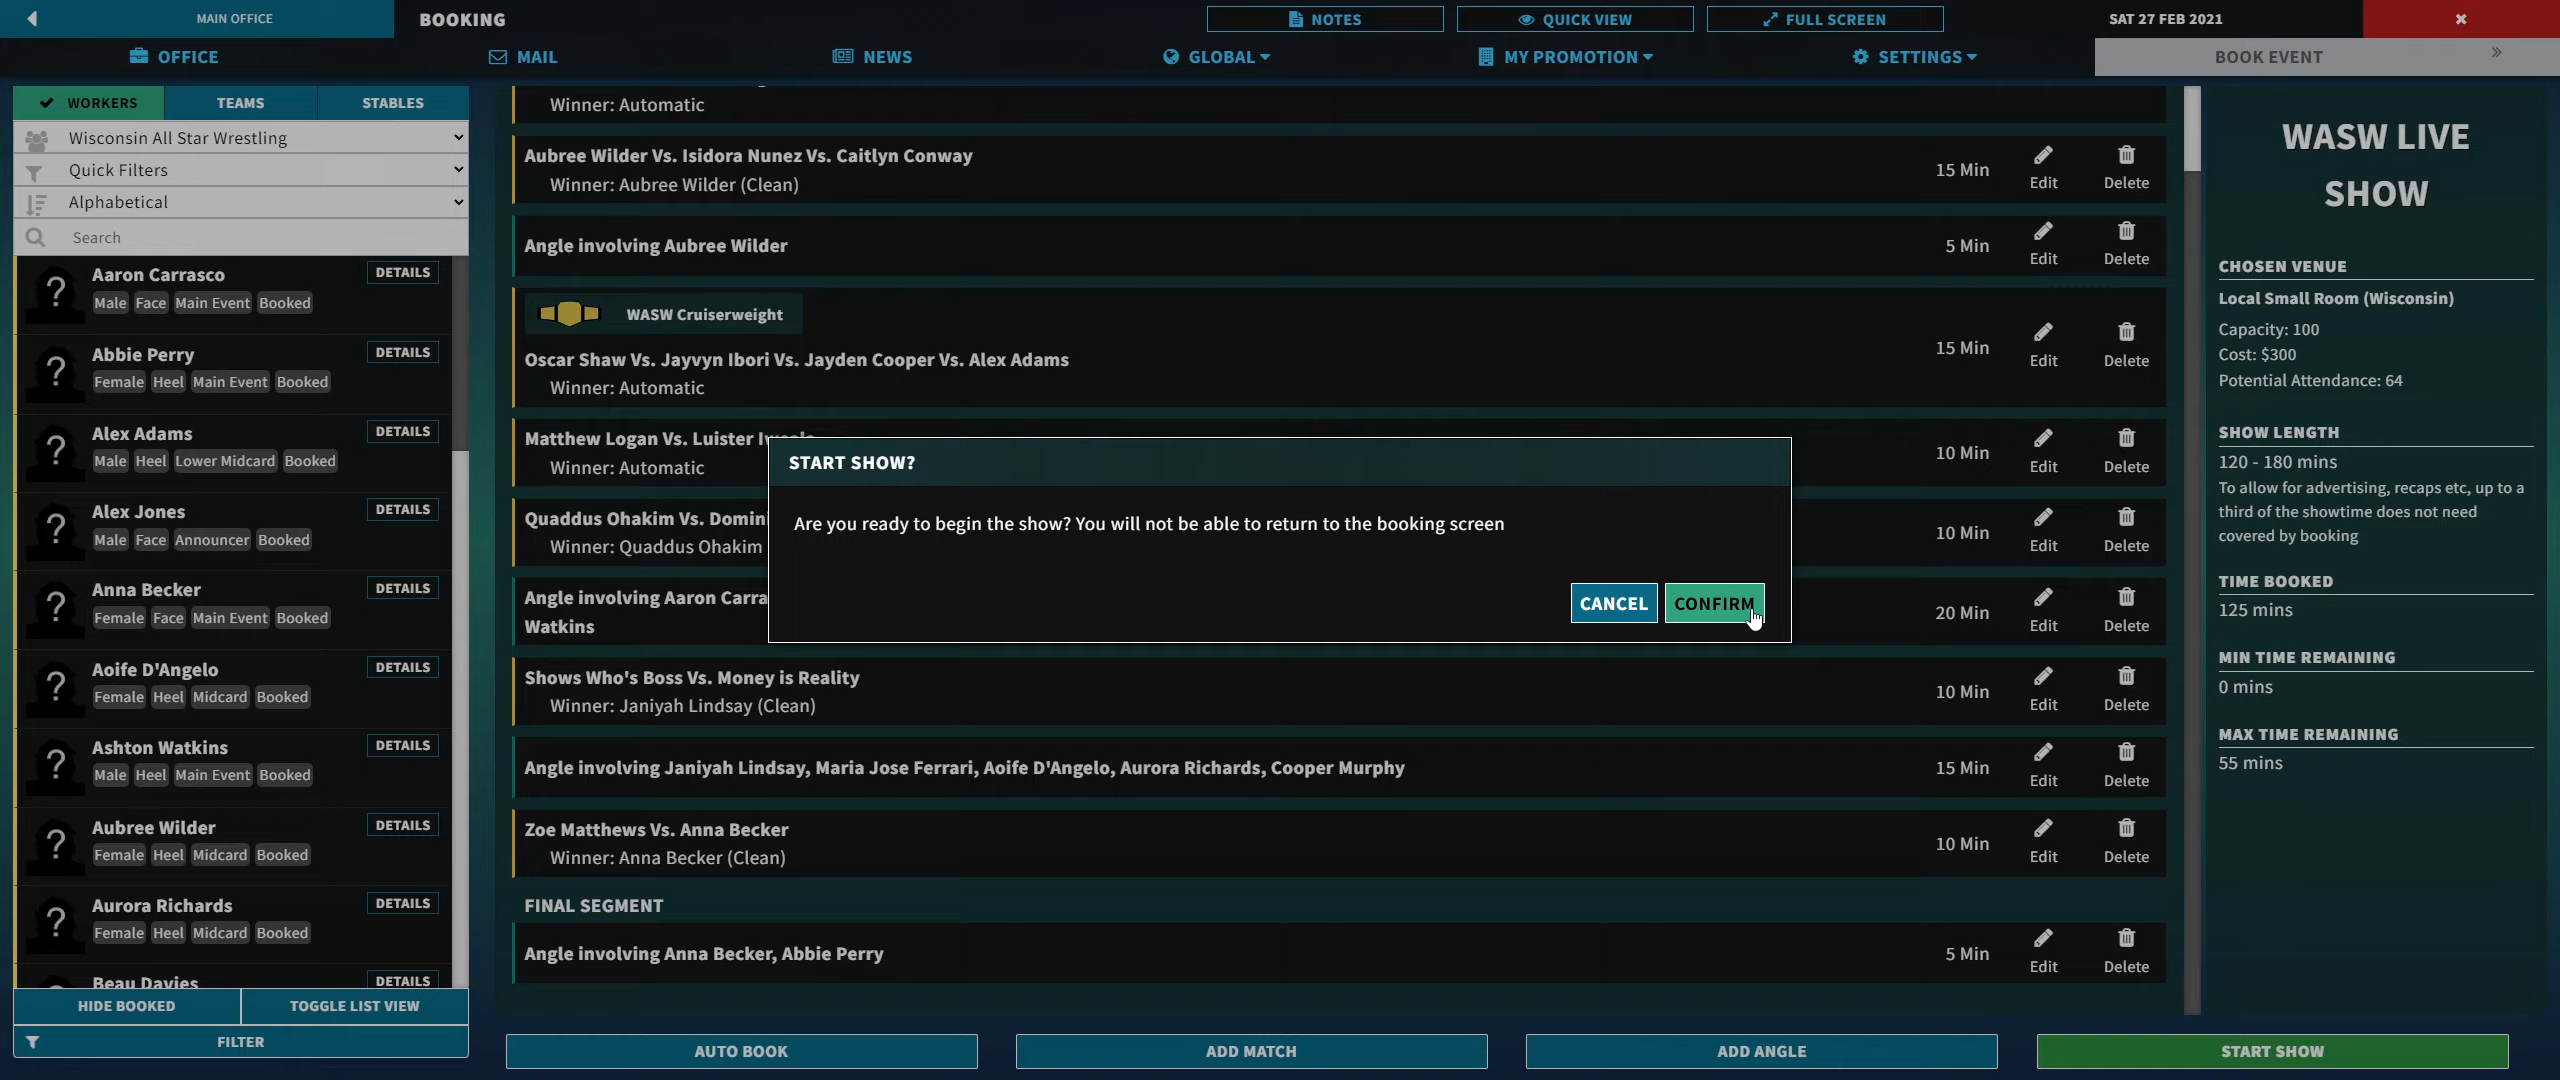 MAIN OFFICE
BOOKING
NOTES
QUICK VIEW
FULL SCREEN
SAT 27 FEB 2021
OFFICE
MAIL
NEWS
GLOBAL
MY PROMOTION
SETTINGS
BOOK EVENT
WORKERS
TEAMS
STABLES
Wisconsin All Star Wrestling
Quick Filters
Alphabetical
Search
Aaron Carrasco
DETAILS
Male Face Main Event Booked
Abbie Perry
DETAILS
Female Heel Main Event Booked
Alex Adams
DETAILS
Male Heel Lower Midcard Booked
Alex Jones
DETAILS
Male Face Announcer Booked
Anna Becker
DETAILS
Female Face Main Event Booked
Aoife D'Angelo
DETAILS
Female Heel Midcard Booked
Ashton Watkins
DETAILS
Male Heel Main Event Booked
Aubree Wilder
DETAILS
Female Heel Midcard Booked
Aurora Richards
DETAILS
Female Heel Midcard Booked
Beau Davies
DETAILS
HIDE BOOKED
TOGGLE LIST VIEW
FILTER
Winner: Automatic
Aubree Wilder Vs. Isidora Nunez Vs. Caitlyn Conway
Winner: Aubree Wilder (Clean)
15 Min
Edit
Delete
Angle involving Aubree Wilder
5 Min
Edit
Delete
WASW Cruiserweight
Oscar Shaw Vs. Jayvyn Ibori Vs. Jayden Cooper Vs. Alex Adams
Winner: Automatic
15 Min
Edit
Delete
Matthew Logan Vs. Luister
Winner: Automatic
10 Min
Edit
Delete
Quaddus Ohakim Vs. Domini
Winner: Quaddus Ohakim
10 Min
Edit
Delete
Angle involving Aaron Carra
Watkins
20 Min
Edit
Delete
START SHOW?
Are you ready to begin the show? You will not be able to return to the booking screen
CANCEL
CONFIRM
Shows Who's Boss Vs. Money is Reality
Winner: Janiyah Lindsay (Clean)
10 Min
Edit
Delete
Angle involving Janiyah Lindsay, Maria Jose Ferrari, Aoife D'Angelo, Aurora Richards, Cooper Murphy
15 Min
Edit
Delete
Zoe Matthews Vs. Anna Becker
Winner: Anna Becker (Clean)
10 Min
Edit
Delete
FINAL SEGMENT
Angle involving Anna Becker, Abbie Perry
5 Min
Edit
Delete
AUTO BOOK
ADD MATCH
ADD ANGLE
START SHOW
WASW LIVE
SHOW
CHOSEN VENUE
Local Small Room (Wisconsin)
Capacity: 100
Cost: $300
Potential Attendance: 64
SHOW LENGTH
120 - 180 mins
To allow for advertising, recaps etc, up to a
third of the showtime does not need
covered by booking
TIME BOOKED
125 mins
MIN TIME REMAINING
0 mins
MAX TIME REMAINING
55 mins